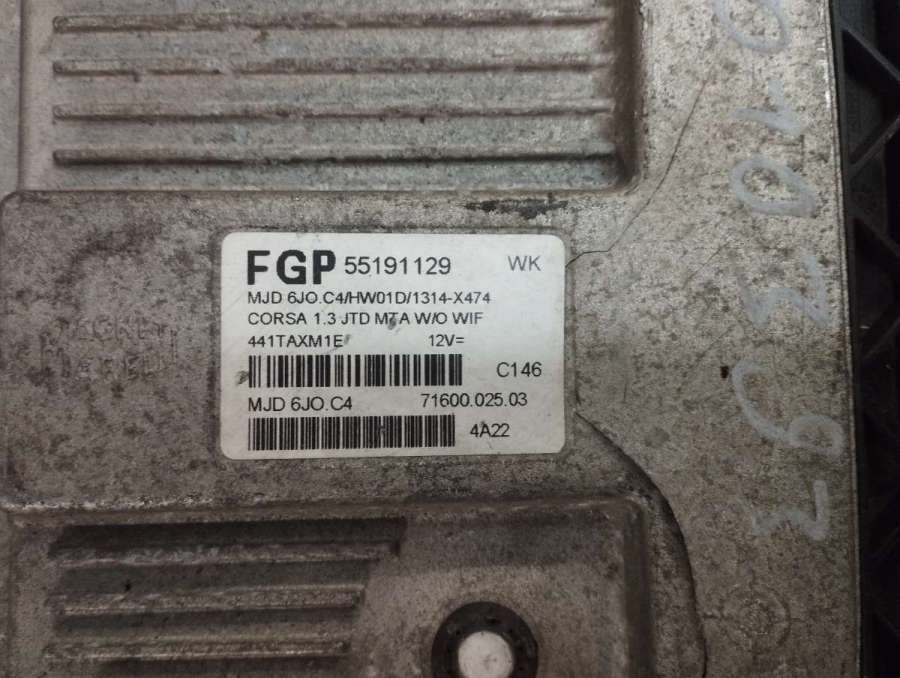 FGP 55191129 WK
MJD 6JO.C4/HW01D/1314-X474
CORSA 1.3 JTD MTA W/O WIF
441TAXM1E 12V=
C146
MJD 6JO.C4 71600.025.03
4A22